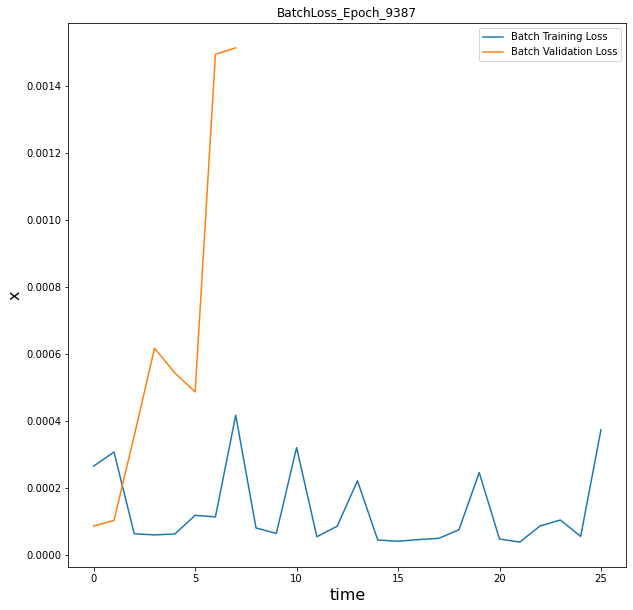 BatchLoss_Epoch_9387
Batch Training Loss
Batch Validation Loss
0.0014
0.0012
0.0010
0.0008
0.0006
0.0004
0.0002
0.0000
x
0 5 10 15 20 25
time